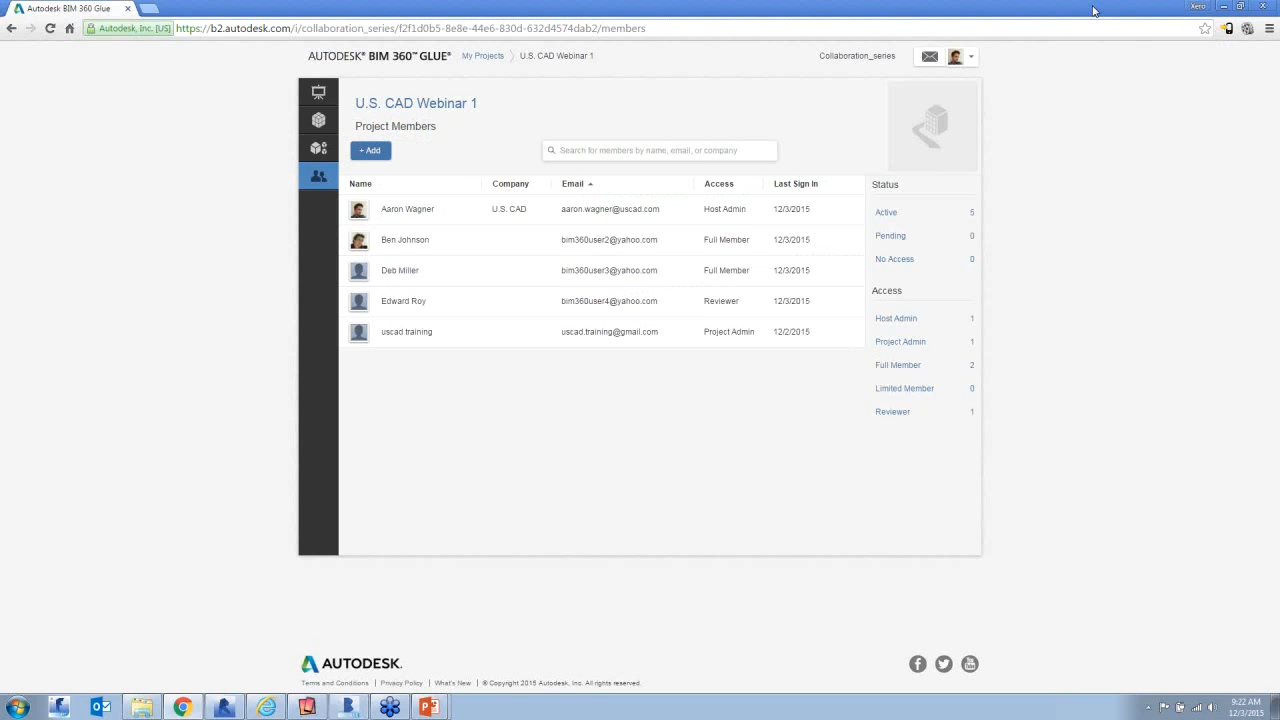 Autodesk BIM 360 Glue
Xero
Autodesk, Inc. [US]
https://b2.autodesk.com/i/collaboration_series/f2f1d0b5-8e8e-44e6-830d-632d4574dab2/members
AUTODESK® BIM 360™ GLUE® My Projects U.S. CAD Webinar 1
Collaboration_series
U.S. CAD Webinar 1
Project Members
+ Add
Search for members by name, email, or company
Name Company Email Access Last Sign In
Aaron Wagner U.S. CAD aaron.wagner@uscad.com Host Admin 12/3/2015
Ben Johnson bim360user2@yahoo.com Full Member 12/3/2015
Deb Miller bim360user3@yahoo.com Full Member 12/3/2015
Edward Roy bim360user4@yahoo.com Reviewer 12/3/2015
uscad training uscad.training@gmail.com Project Admin 12/2/2015
Status
Active 5
Pending 0
No Access 0
Access
Host Admin 1
Project Admin 1
Full Member 2
Limited Member 0
Reviewer 1
AUTODESK.
Terms and Conditions | Privacy Policy | What's New | © Copyright 2015 Autodesk, Inc. All rights reserved.
9:22 AM
12/3/2015